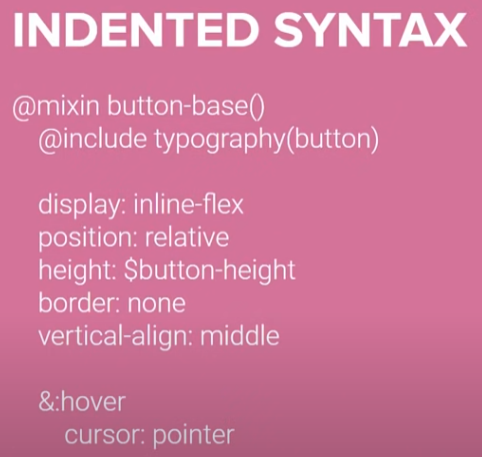 INDENTED SYNTAX
@mixin button-base()
@include typography(button)
display: inline-flex
position: relative
height: $button-height
border: none
vertical-align: middle
&:hover
cursor: pointer